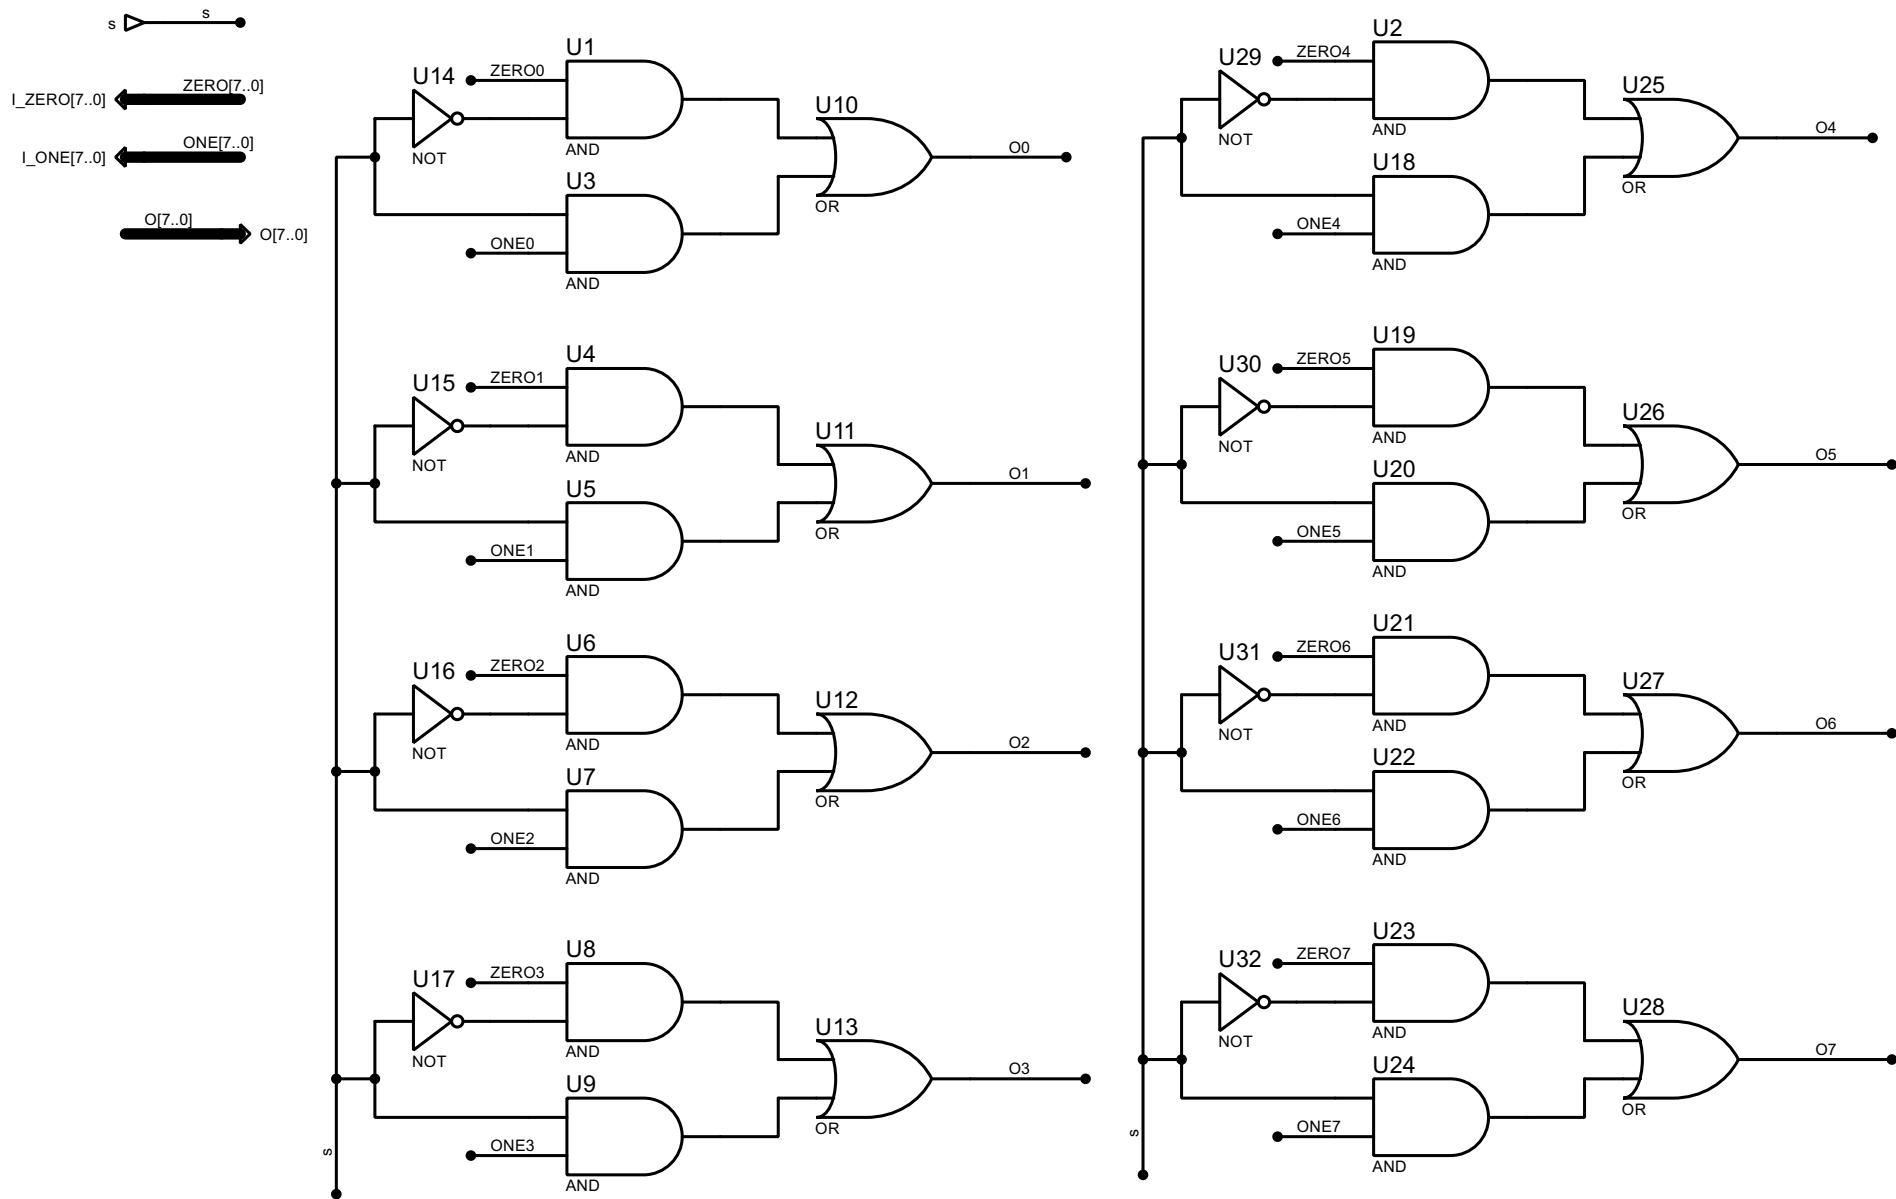 s
s
I_ZERO[7..0]
ZERO[7..0]
I_ONE[7..0]
ONE[7..0]
O[7..0]
O[7..0]
U14
NOT
ZERO0
U1
AND
U3
ONE0
AND
U10
OR
O0
U15
NOT
ZERO1
U4
AND
U5
ONE1
AND
U11
OR
O1
U16
NOT
ZERO2
U6
AND
U7
ONE2
AND
U12
OR
O2
U17
NOT
ZERO3
U8
AND
U9
ONE3
AND
U13
OR
O3
s
U29
NOT
ZERO4
U2
AND
U18
ONE4
AND
U25
OR
O4
U30
NOT
ZERO5
U19
AND
U20
ONE5
AND
U26
OR
O5
U31
NOT
ZERO6
U21
AND
U22
ONE6
AND
U27
OR
O6
U32
NOT
ZERO7
U23
AND
U24
ONE7
AND
U28
OR
O7
s